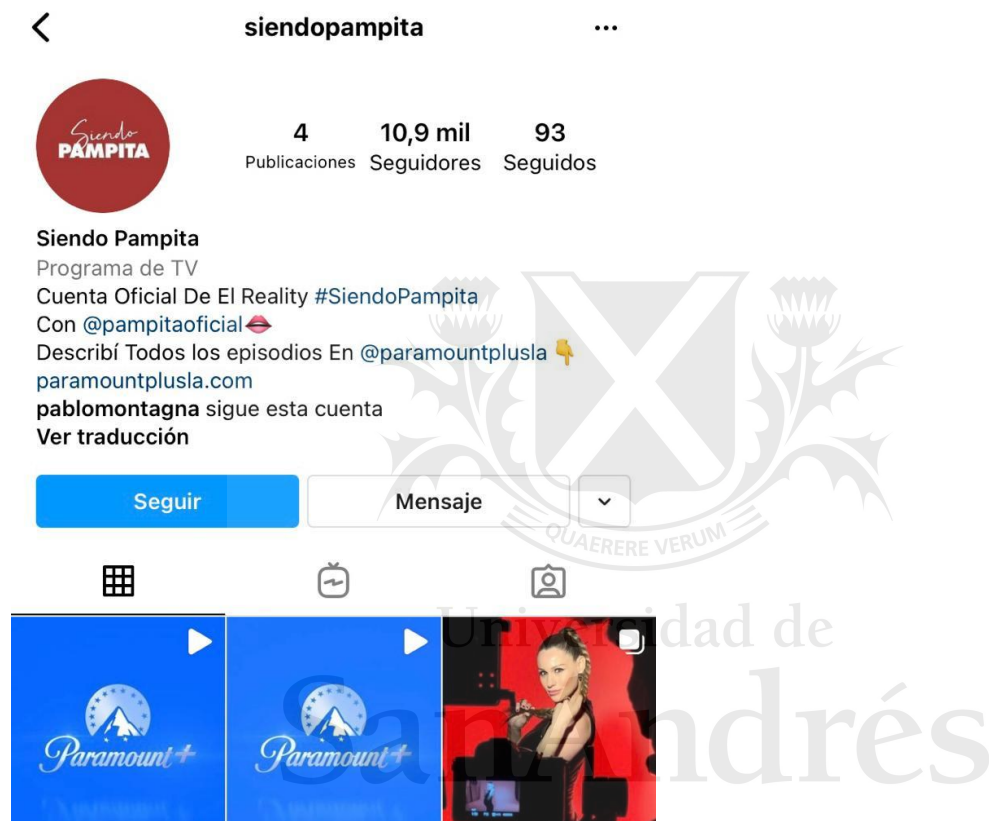 siendopampita
Siendo
PAMPITA
4 10,9 mil 93
Publicaciones Seguidores Seguidos
Siendo Pampita
Programa de TV
Cuenta Oficial De El Reality #SiendoPampita
Con @pampitaoficial
Describí Todos los episodios En @paramountplusla
paramountplusla.com
pablomontagna sigue esta cuenta
Ver traducción
Seguir Mensaje
QUAERERE VERUM
Universidad de
SanAndrés
Paramount+ Paramount+